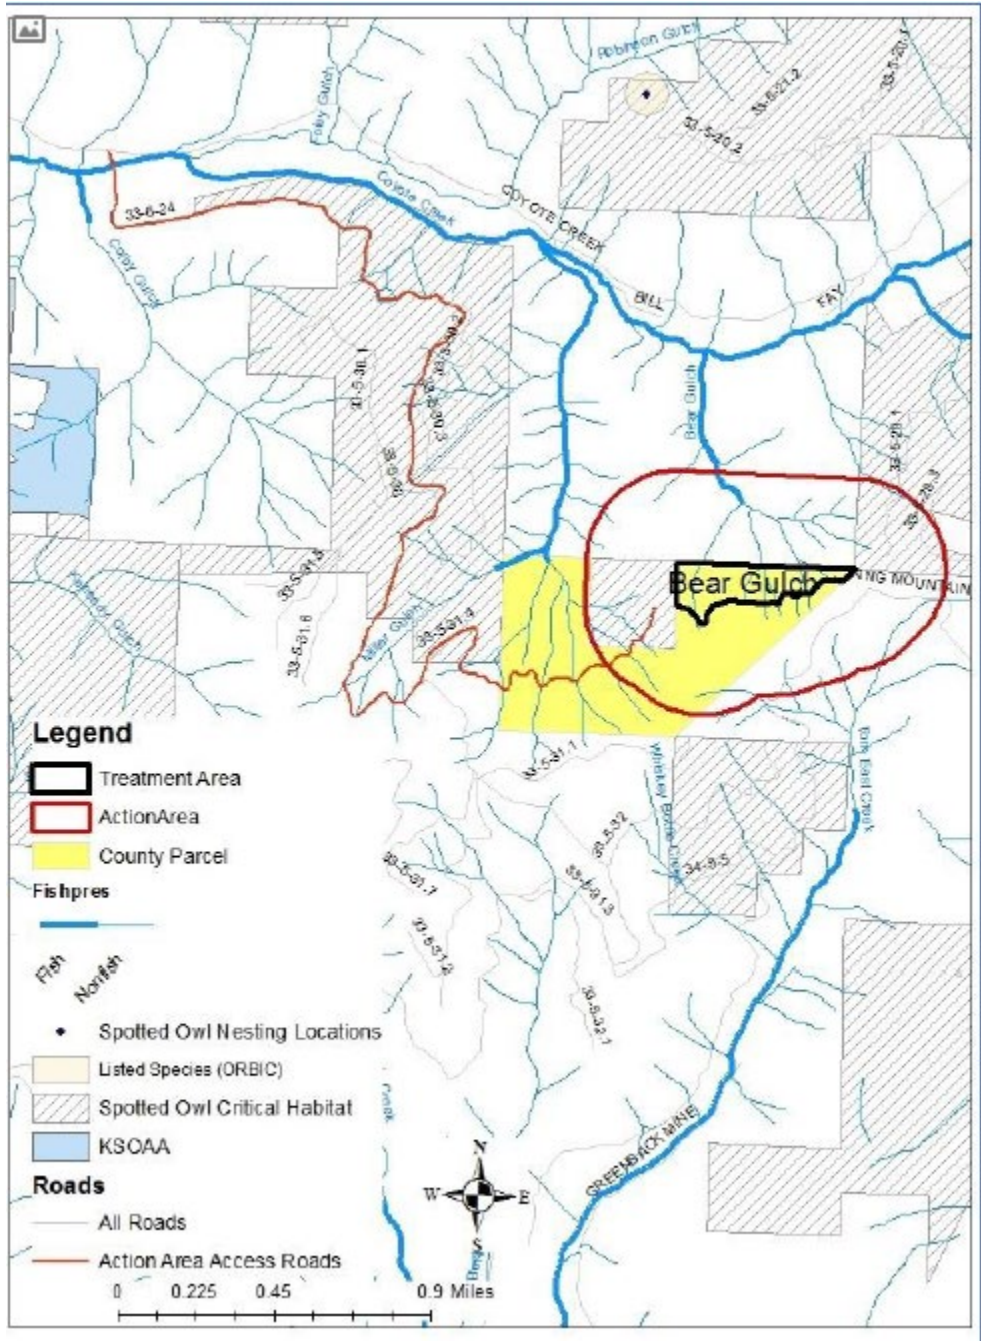 Robinson Gulch
33-5-20.1
33-5-21.2
Foley Gulch
33-5-20.2
33-6-24
Coyote Creek
COYOTE CREEK
Corby Gulch
BILL
FAY
33-5-30.1
33-5-30.3
Bear Gulch
33-5-29.1
33-5-30
33-5-28.3
33-5-31.5
Bear Gulch
NG MOUNTAIN
Miller Gulch
33-5-31.4
33-5-31.6
Legend
Treatment Area
ActionArea
County Parcel
Fishpres
Fish
Nonfish
Spotted Owl Nesting Locations
Listed Species (ORBIC)
Spotted Owl Critical Habitat
KSOAA
Roads
All Roads
Action Area Access Roads
0 0.225 0.45 0.9 Miles
33-5-31.1
33-5-32
34-8-5
33-5-31.7
33-5-31.3
33-5-31.2
33-5-32.1
Creek
GREENBACK MINE
N
W E
S